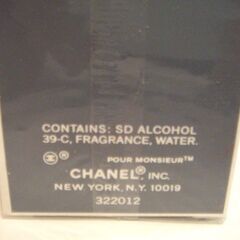 CONTAINS: SD ALCOHOL
39-C, FRAGRANCE, WATER.
® POUR MONSIEUR™
CHANEL, INC.
NEW YORK, N.Y. 10019
322012